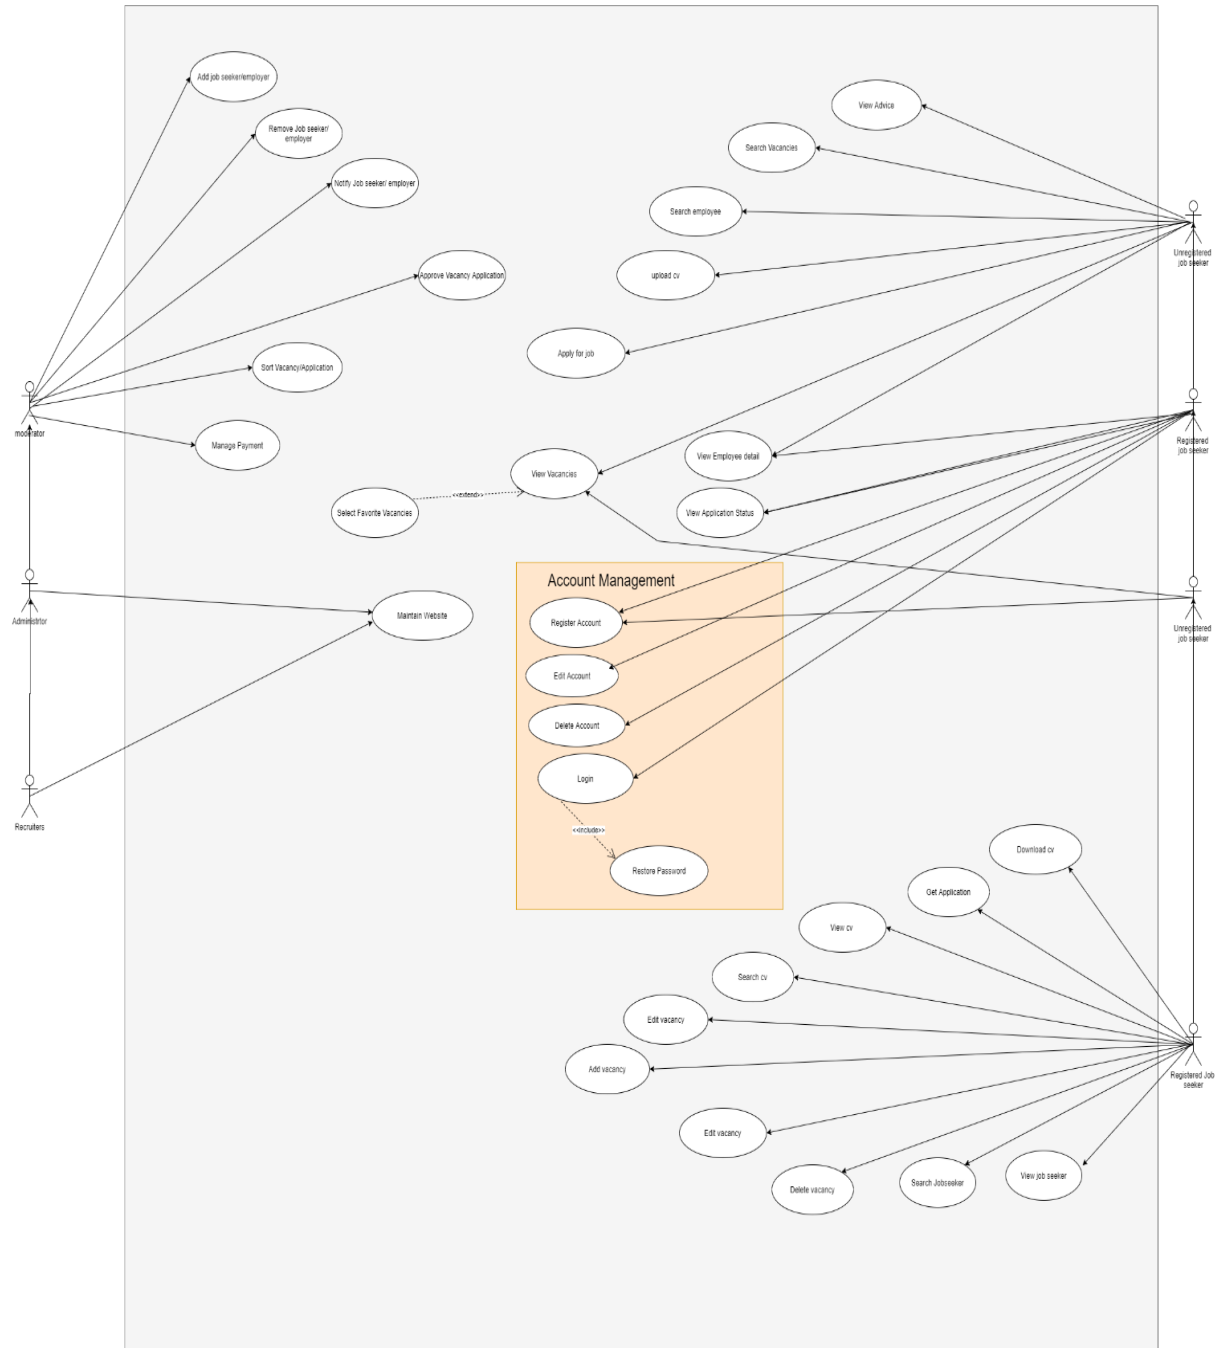 Add job seeker/employer
Remove Job seeker/
employer
Notify Job seeker/ employer
Approve Vacancy Application
Sort Vacancy/Application
Manage Payment
moderator
View Advice
Search Vacancies
Search employee
upload cv
Apply for job
Unregistered
job seeker
View Employee detail
View Vacancies
<<extend>>
Select Favorite Vacancies
View Application Status
Registered
job seeker
Administrtor
Maintain Website
Recruiters
Account Management
Register Account
Edit Account
Delete Account
Login
<<include>>
Restore Password
Unregistered
job seeker
Download cv
Get Application
View cv
Search cv
Edit vacancy
Add vacancy
Edit vacancy
Delete vacancy
Search Jobseeker
View job seeker
Registered Job
seeker